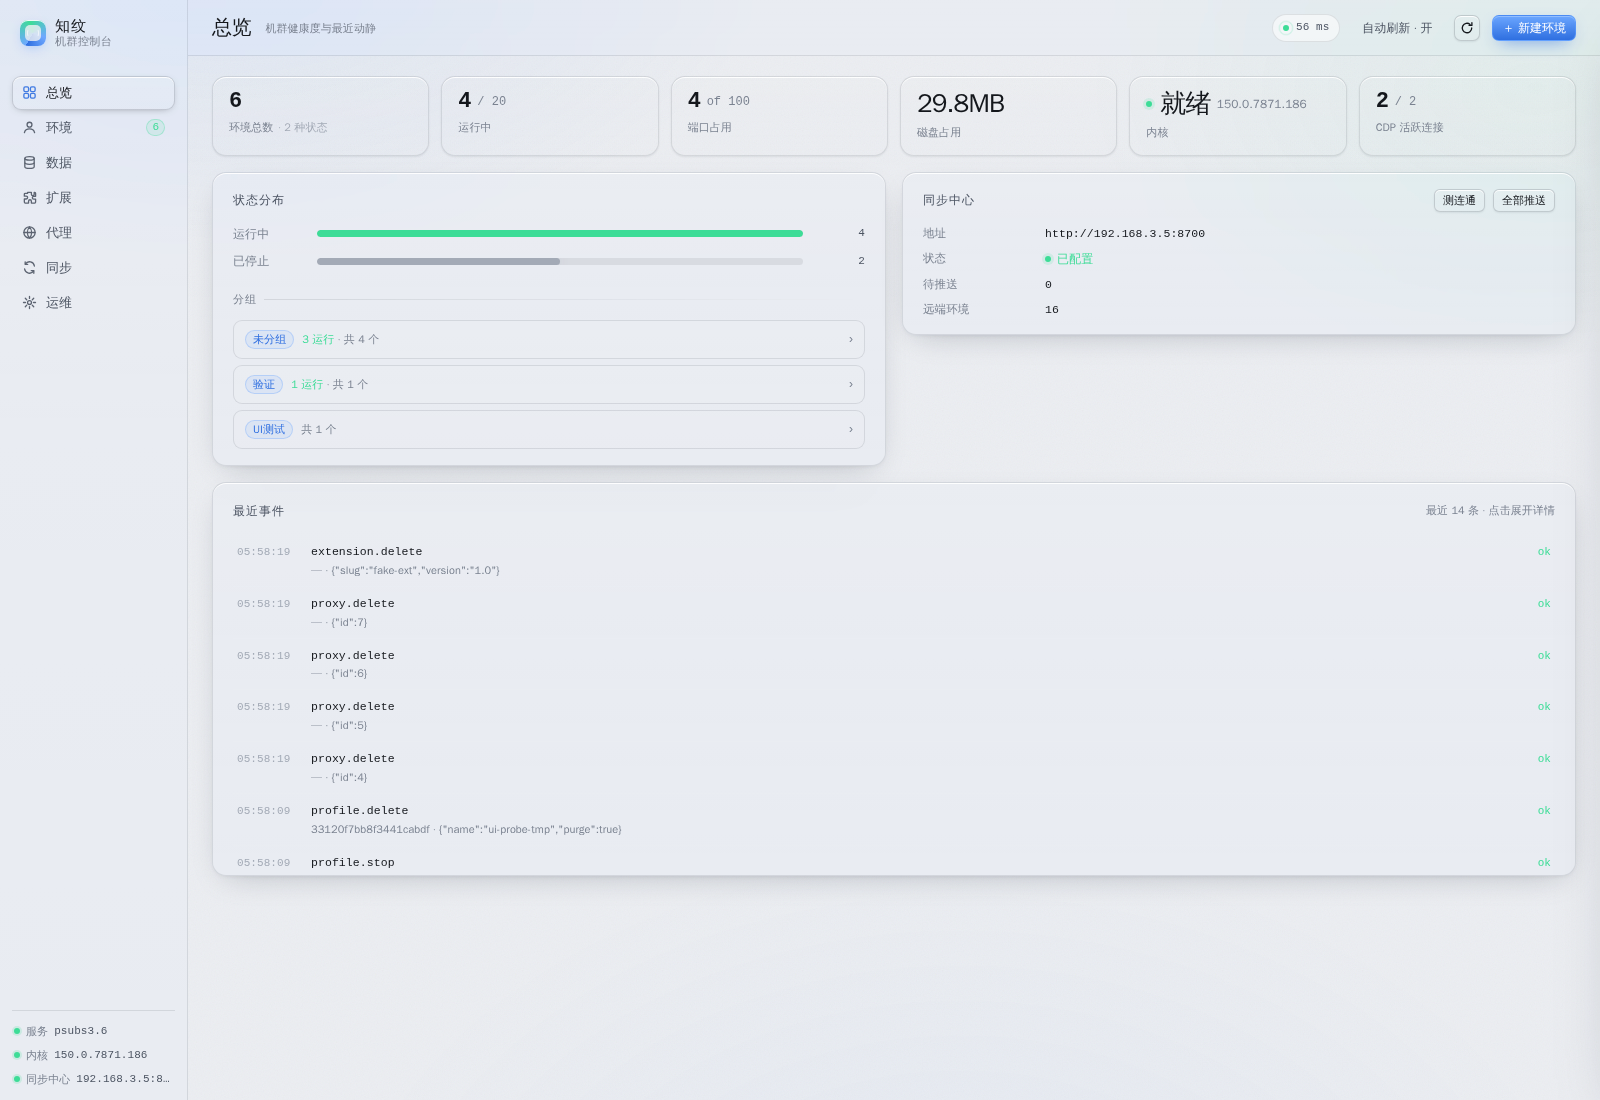 知纹
机群控制台
总览
环境 6
数据
扩展
代理
同步
运维
服务 psubs3.6
内核 150.0.7871.186
同步中心 192.168.3.5:8…
总览 机群健康度与最近动静
56 ms
自动刷新 · 开
+ 新建环境
6
环境总数 · 2 种状态
4 / 20
运行中
4 of 100
端口占用
29.8MB
磁盘占用
就绪 150.0.7871.186
内核
2 / 2
CDP 活跃连接
状态分布
运行中 4
已停止 2
分组
未分组 3 运行 · 共 4 个 ›
验证 1 运行 · 共 1 个 ›
UI测试 共 1 个 ›
同步中心 测连通 全部推送
地址 http://192.168.3.5:8700
状态 已配置
待推送 0
远端环境 16
最近事件 最近 14 条 · 点击展开详情
05:58:19 extension.delete ok
— · {"slug":"fake-ext","version":"1.0"}
05:58:19 proxy.delete ok
— · {"id":7}
05:58:19 proxy.delete ok
— · {"id":6}
05:58:19 proxy.delete ok
— · {"id":5}
05:58:19 proxy.delete ok
— · {"id":4}
05:58:09 profile.delete ok
33120f7bb8f3441cabdf · {"name":"ui-probe-tmp","purge":true}
05:58:09 profile.stop ok